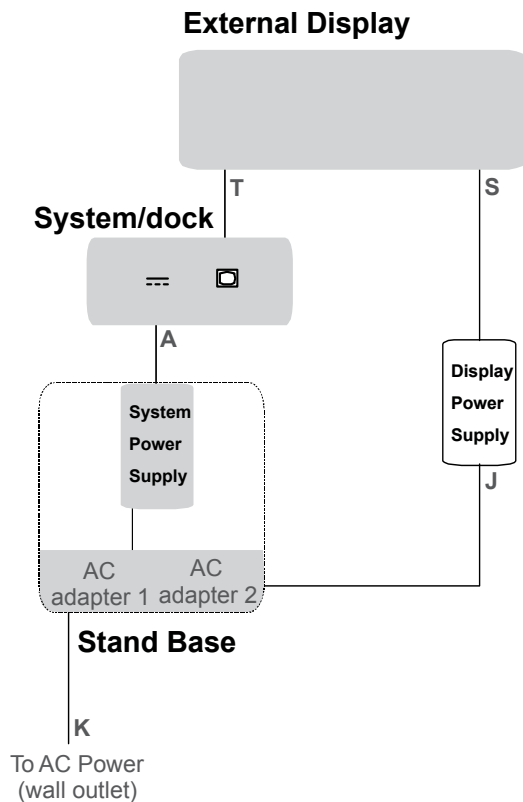 External Display
T
S
System/dock
A
Display
Power
Supply
System
Power
Supply
J
AC
adapter 1
AC
adapter 2
Stand Base
K
To AC Power
(wall outlet)